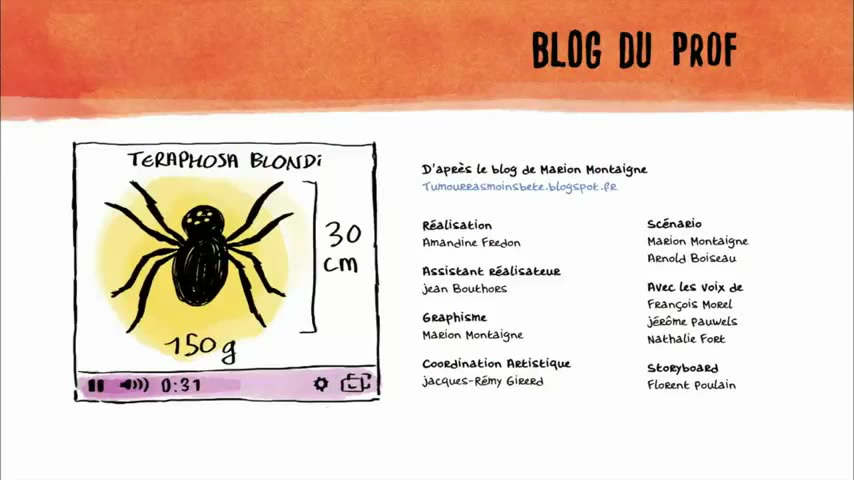 BLOG DU PROF
TERAPHOSA BLONDi
30
cm
150 g
0:31
D'après le blog de Marion Montaigne
Tumourrasmoinsbete.blogspot.fr
Réalisation
Amandine Fredon
Assistant réalisateur
jean Bouthors
Graphisme
Marion Montaigne
Coordination Artistique
jacques-Rémy Girerd
Scénario
Marion Montaigne
Arnold Boiseau
Avec les voix de
François Morel
jérôme Pauwels
Nathalie Fort
Storyboard
Florent Poulain